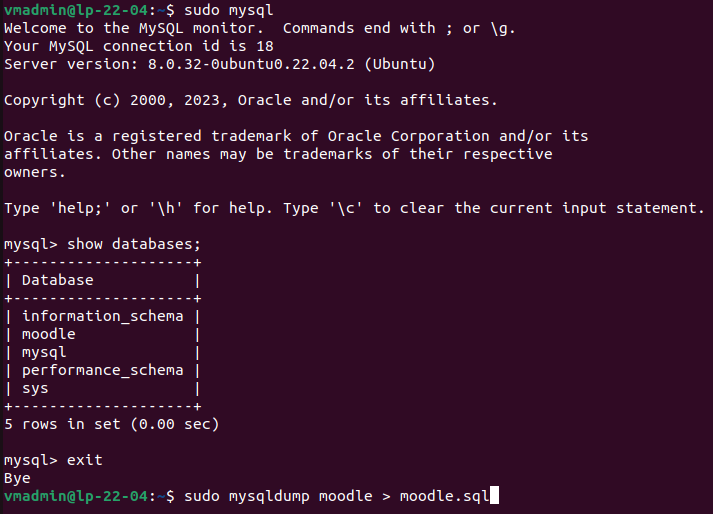 vmadmin@lp-22-04:~$ sudo mysql
Welcome to the MySQL monitor.  Commands end with ; or \g.
Your MySQL connection id is 18
Server version: 8.0.32-0ubuntu0.22.04.2 (Ubuntu)

Copyright (c) 2000, 2023, Oracle and/or its affiliates.

Oracle is a registered trademark of Oracle Corporation and/or its
affiliates. Other names may be trademarks of their respective
owners.

Type 'help;' or '\h' for help. Type '\c' to clear the current input statement.

mysql> show databases;
+--------------------+
| Database           |
+--------------------+
| information_schema |
| moodle             |
| mysql              |
| performance_schema |
| sys                |
+--------------------+
5 rows in set (0.00 sec)

mysql> exit
Bye
vmadmin@lp-22-04:~$ sudo mysqldump moodle > moodle.sql